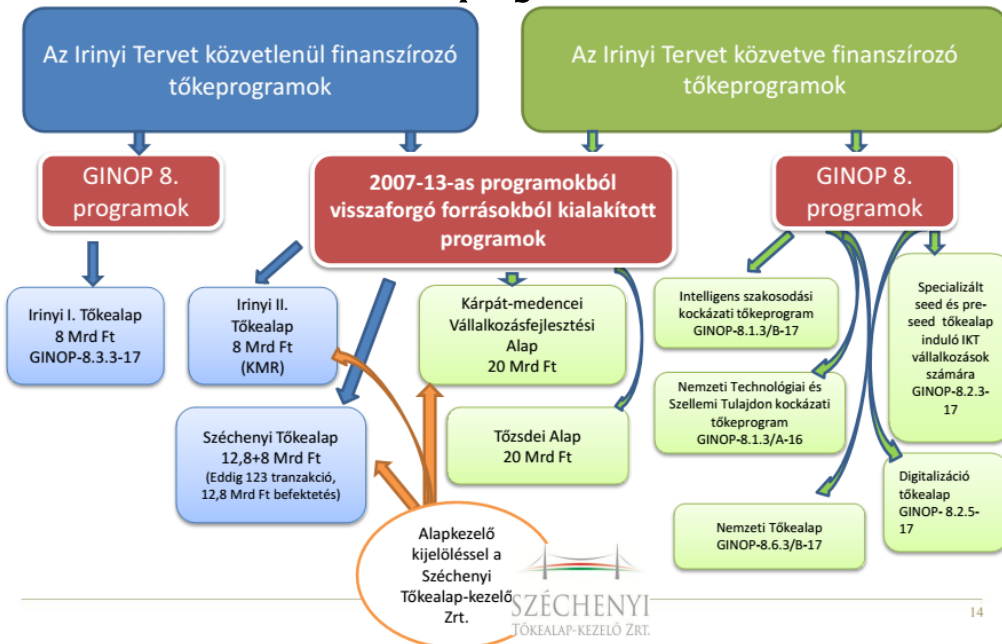 Az Irinyi Tervet közvetlenül finanszírozó
tőkeprogramok
Az Irinyi Tervet közvetve finanszírozó
tőkeprogramok
GINOP 8.
programok
2007-13-as programokból
visszaforgó forrásokból kialakított
programok
GINOP 8.
programok
Irinyi I. Tőkealap
8 Mrd Ft
GINOP-8.3.3-17
Irinyi II.
Tőkealap
8 Mrd Ft
(KMR)
Kárpát-medencei
Vállalkozásfejlesztési
Alap
20 Mrd Ft
Intelligens szakosodási
kockázati tőkeprogram
GINOP-8.1.3/B-17
Specializált
seed és pre-
seed tőkealap
induló IKT
vállalkozások
számára
GINOP-8.2.3-
17
Széchenyi Tőkealap
12,8+8 Mrd Ft
(Eddig 123 tranzakció,
12,8 Mrd Ft befektetés)
Tőzsdei Alap
20 Mrd Ft
Nemzeti Technológiai és
Szellemi Tulajdon kockázati
tőkeprogram
GINOP-8.1.3/A-16
Digitalizáció
tőkealap
GINOP- 8.2.5-
17
Nemzeti Tőkealap
GINOP-8.6.3/B-17
Alapkezelő
kijelöléssel a
Széchenyi
Tőkealap-kezelő
Zrt.
SZÉCHENYI
TŐKEALAP-KEZELŐ ZRT.
14